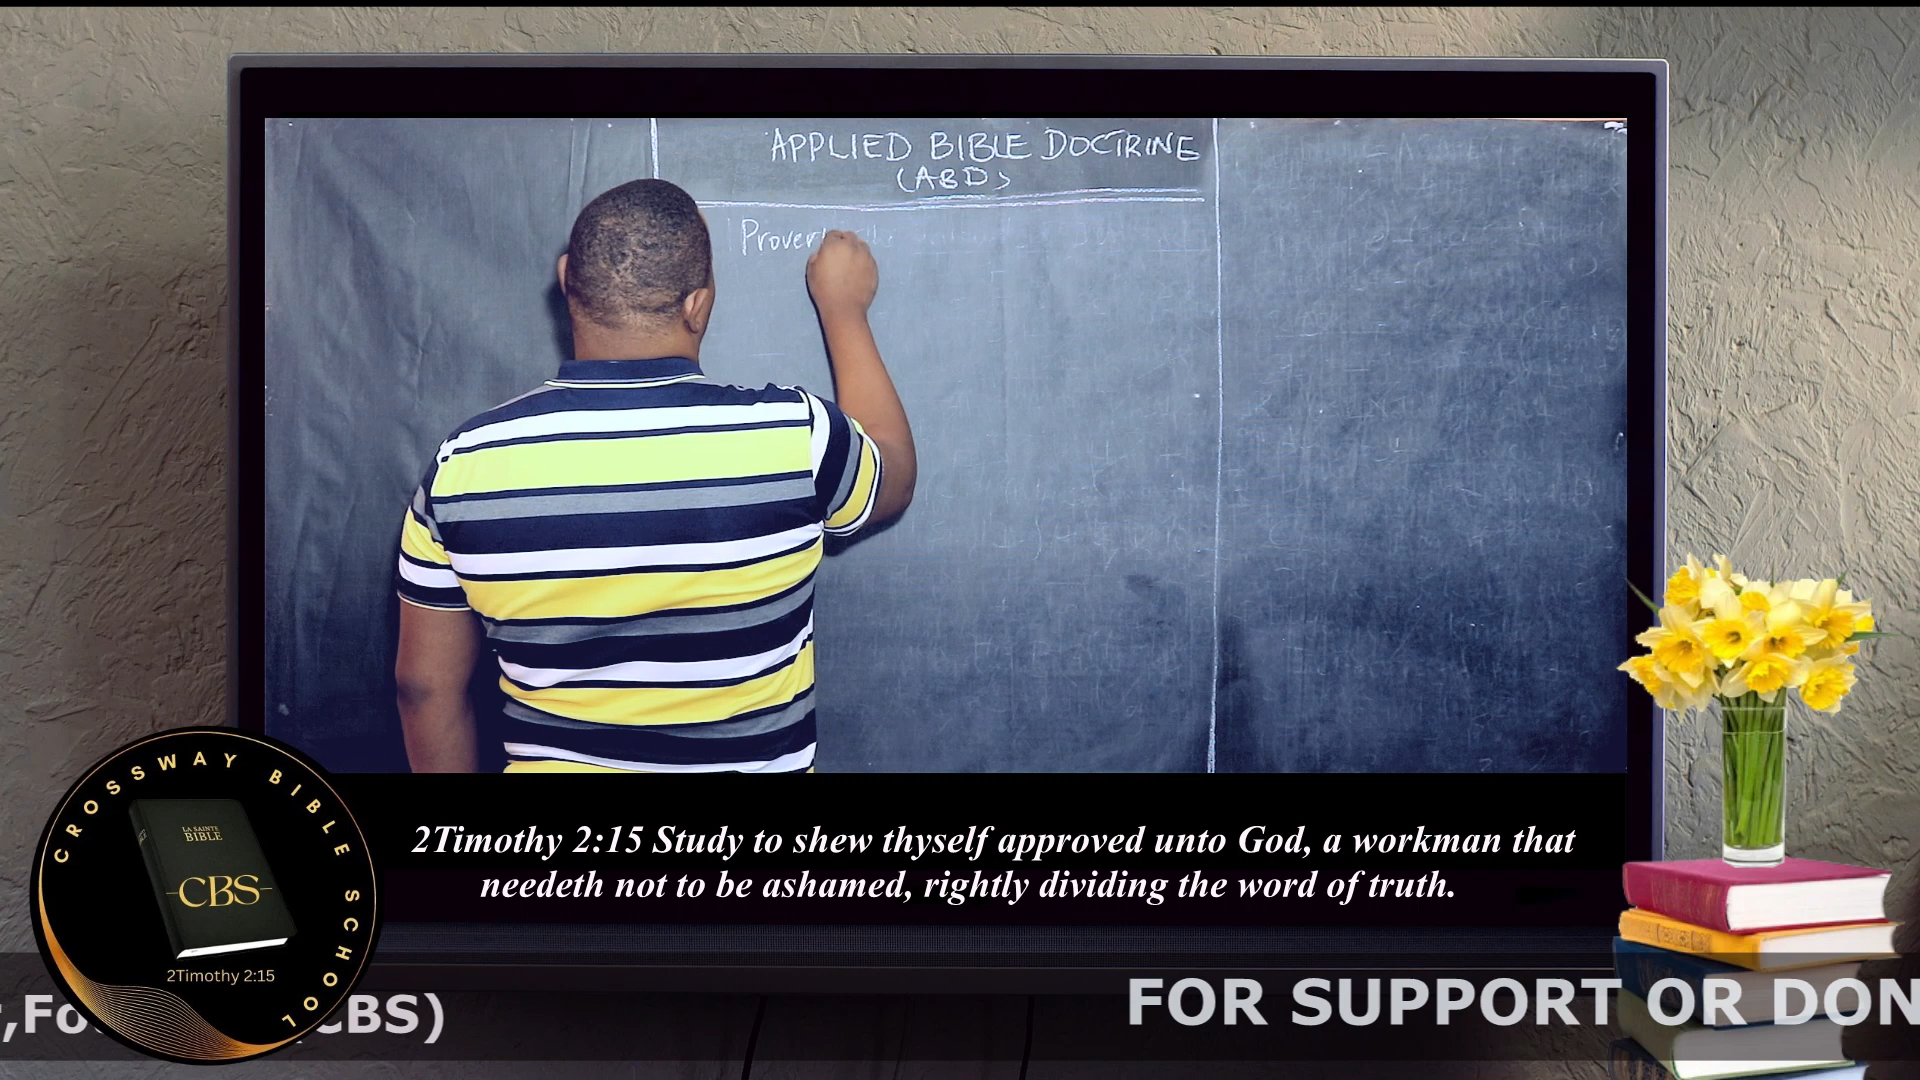 APPLIED BIBLE DOCTRINE
(ABD)
Prover
CROSSWAY BIBLE SCHOOL
LA SAINTE
BIBLE
CBS
2Timothy 2:15
2Timothy 2:15 Study to shew thyself approved unto God, a workman that
needeth not to be ashamed, rightly dividing the word of truth.
r,Fo CBS)
FOR SUPPORT OR DON